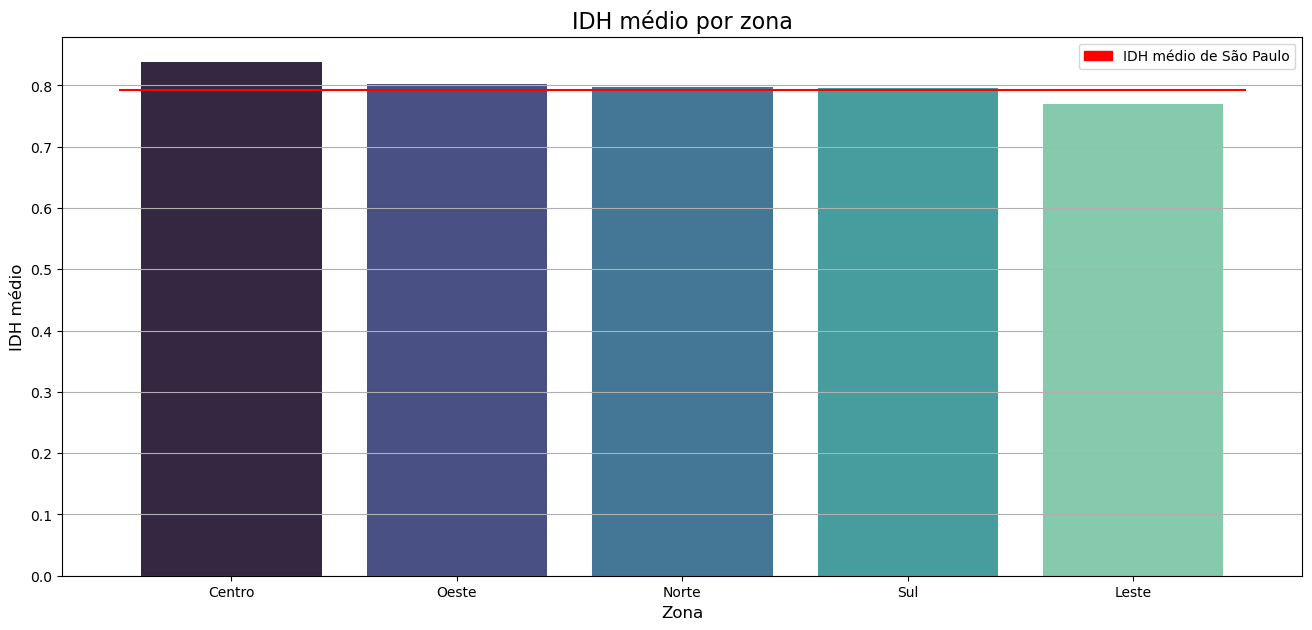 IDH médio por zona
IDH médio de São Paulo
IDH médio
0.8
0.7
0.6
0.5
0.4
0.3
0.2
0.1
0.0
Centro Oeste Norte Sul Leste
Zona